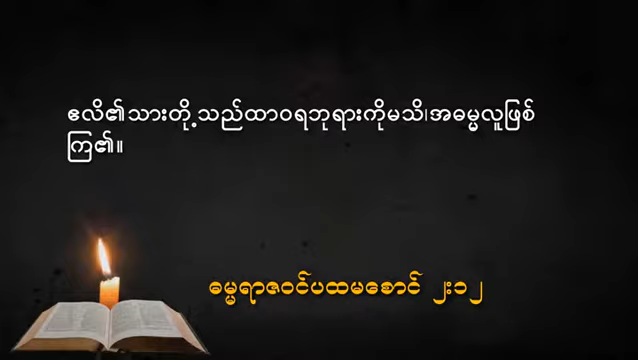 ဧလိ၏သားတို့သည်ထာဝရဘုရားကိုမသိ၊အဓမ္မလူဖြစ်
ကြ၏။
ဓမ္မရာဇဝင်ပထမစောင် ၂း၁၂